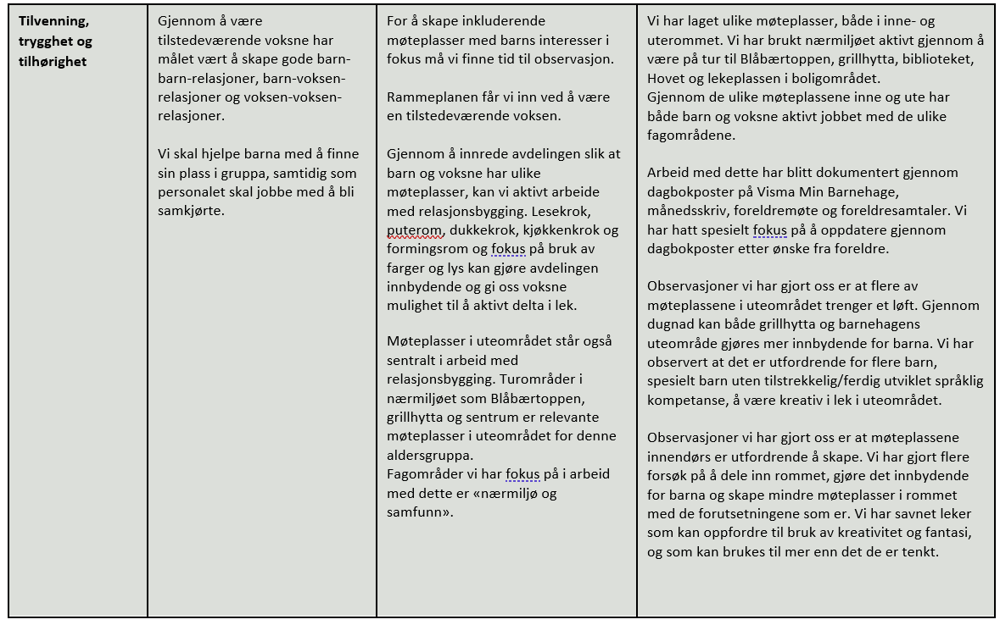 Tilvenning,
trygghet og
tilhørighet
Gjennom å være
tilstedeværende voksne har
målet vært å skape gode barn-
barn-relasjoner, barn-voksen-
relasjoner og voksen-voksen-
relasjoner.
Vi skal hjelpe barna med å finne
sin plass i gruppa, samtidig som
personalet skal jobbe med å bli
samkjørte.
For å skape inkluderende
møteplasser med barns interesser i
fokus må vi finne tid til observasjon.
Rammeplanen får vi inn ved å være
en tilstedeværende voksen.
Gjennom å innrede avdelingen slik at
barn og voksne har ulike
møteplasser, kan vi aktivt arbeide
med relasjonsbygging. Lesekrok,
puterom, dukkekrok, kjøkkenkrok og
formingsrom og fokus på bruk av
farger og lys kan gjøre avdelingen
innbydende og gi oss voksne
mulighet til å aktivt delta i lek.
Møteplasser i uteområdet står også
sentralt i arbeid med
relasjonsbygging. Turområder i
nærmiljøet som Blåbærtoppen,
grillhytta og sentrum er relevante
møteplasser i uteområdet for denne
aldersgruppa.
Fagområder vi har fokus på i arbeid
med dette er «nærmiljø og
samfunn».
Vi har laget ulike møteplasser, både i inne- og
uterommet. Vi har brukt nærmiljøet aktivt gjennom å
være på tur til Blåbærtoppen, grillhytta, biblioteket,
Hovet og lekeplassen i boligområdet.
Gjennom de ulike møteplassene inne og ute har
både barn og voksne aktivt jobbet med de ulike
fagområdene.
Arbeid med dette har blitt dokumentert gjennom
dagbokposter på Visma Min Barnehage,
månedsskriv, foreldremøte og foreldresamtaler. Vi
har hatt spesielt fokus på å oppdatere gjennom
dagbokposter etter ønske fra foreldre.
Observasjoner vi har gjort oss er at flere av
møteplassene i uteområdet trenger et løft. Gjennom
dugnad kan både grillhytta og barnehagens
uteområde gjøres mer innbydende for barna. Vi har
observert at det er utfordrende for flere barn,
spesielt barn uten tilstrekkelig/ferdig utviklet språklig
kompetanse, å være kreativ i lek i uteområdet.
Observasjoner vi har gjort oss er at møteplassene
innendørs er utfordrende å skape. Vi har gjort flere
forsøk på å dele inn rommet, gjøre det innbydende
for barna og skape mindre møteplasser i rommet
med de forutsetningene som er. Vi har savnet leker
som kan oppfordre til bruk av kreativitet og fantasi,
og som kan brukes til mer enn det de er tenkt.